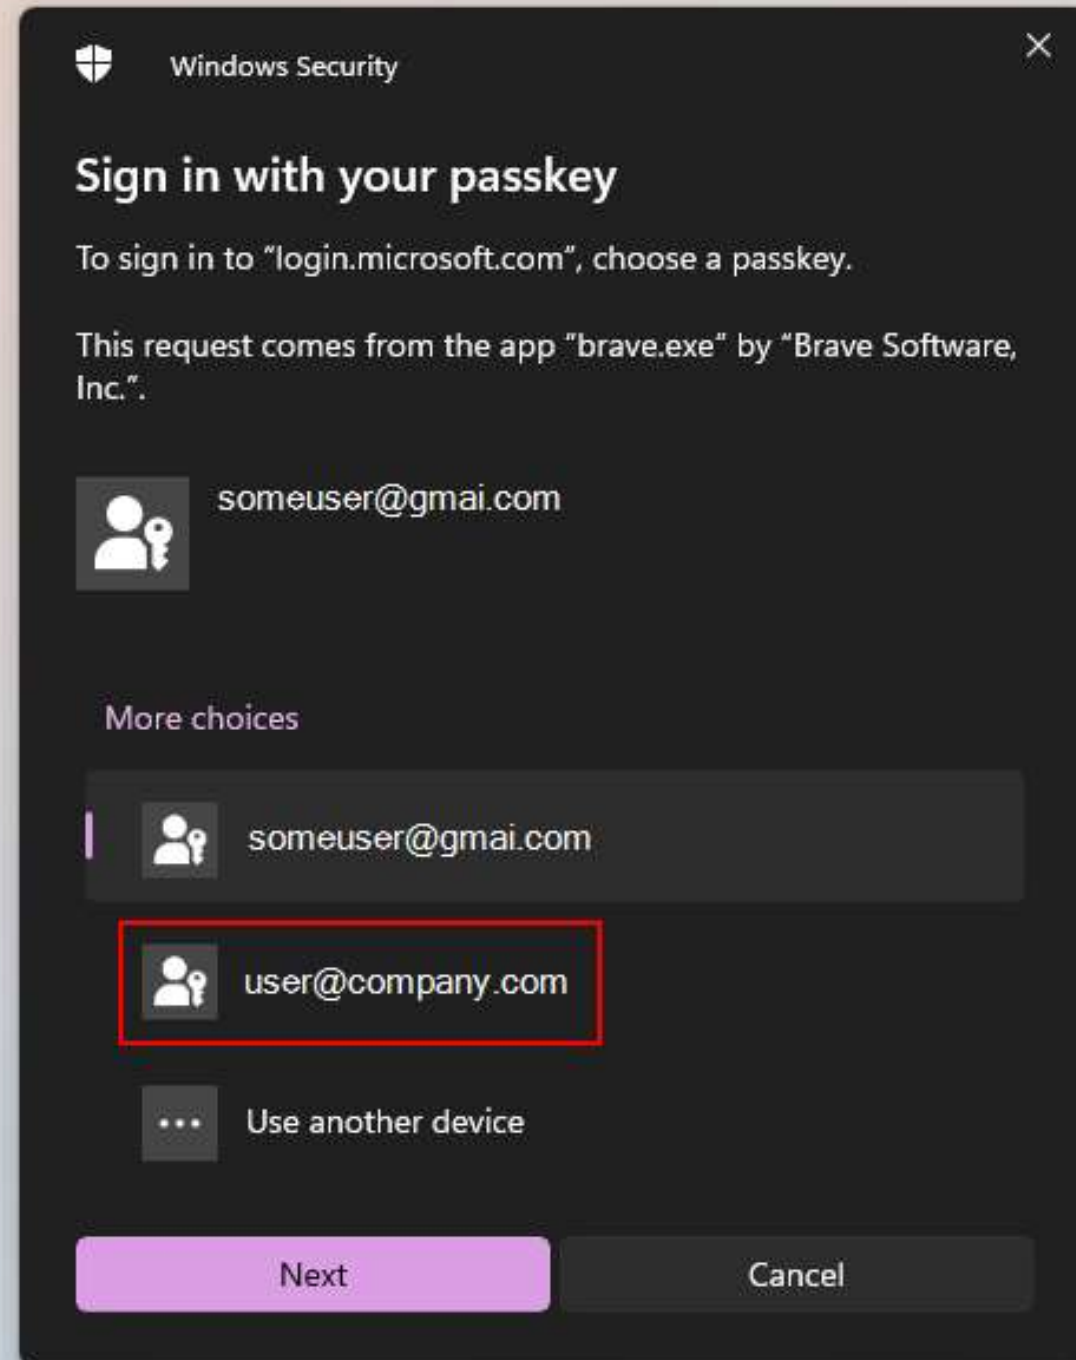 Windows Security
Sign in with your passkey
To sign in to “login.microsoft.com”, choose a passkey.
This request comes from the app “brave.exe” by “Brave Software,
Inc.”.
someuser@gmai.com
More choices
someuser@gmai.com
user@company.com
Use another device
Next
Cancel